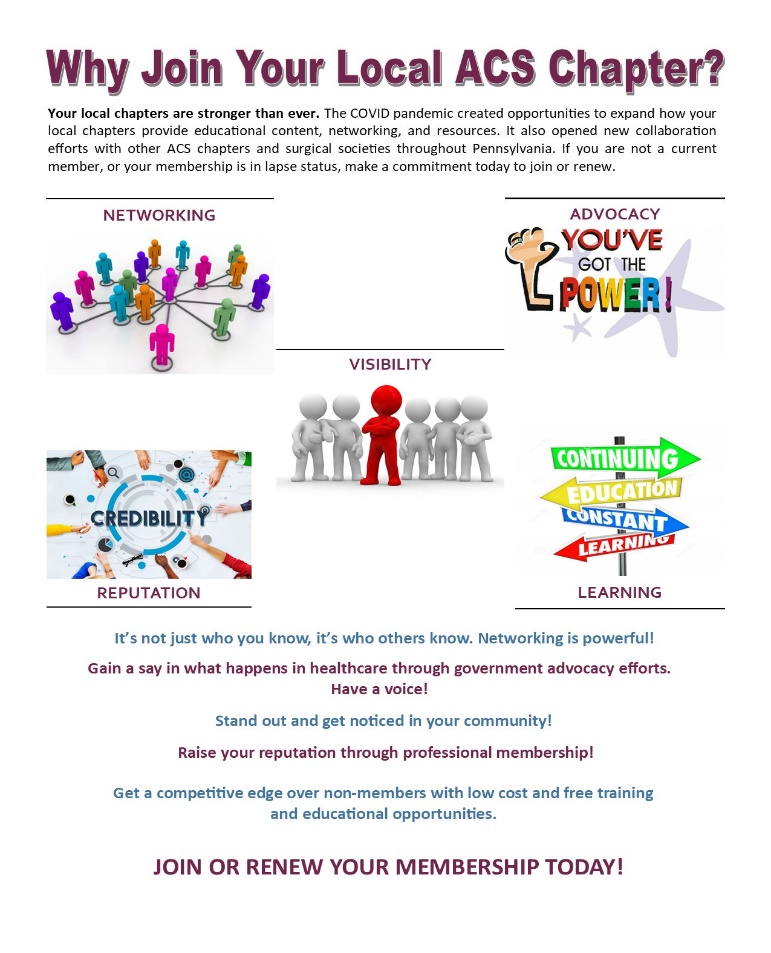 Why Join Your Local ACS Chapter?
Your local chapters are stronger than ever. The COVID pandemic created opportunities to expand how your
local chapters provide educational content, networking, and resources. It also opened new collaboration
efforts with other ACS chapters and surgical societies throughout Pennsylvania. If you are not a current
member, or your membership is in lapse status, make a commitment today to join or renew.
NETWORKING
ADVOCACY
YOU'VE
GOT THE
POWER!
VISIBILITY
CREDIBILITY
REPUTATION
CONTINUING
EDUCATION
CONSTANT
LEARNING
LEARNING
It's not just who you know, it's who others know. Networking is powerful!
Gain a say in what happens in healthcare through government advocacy efforts.
Have a voice!
Stand out and get noticed in your community!
Raise your reputation through professional membership!
Get a competitive edge over non-members with low cost and free training
and educational opportunities.
JOIN OR RENEW YOUR MEMBERSHIP TODAY!